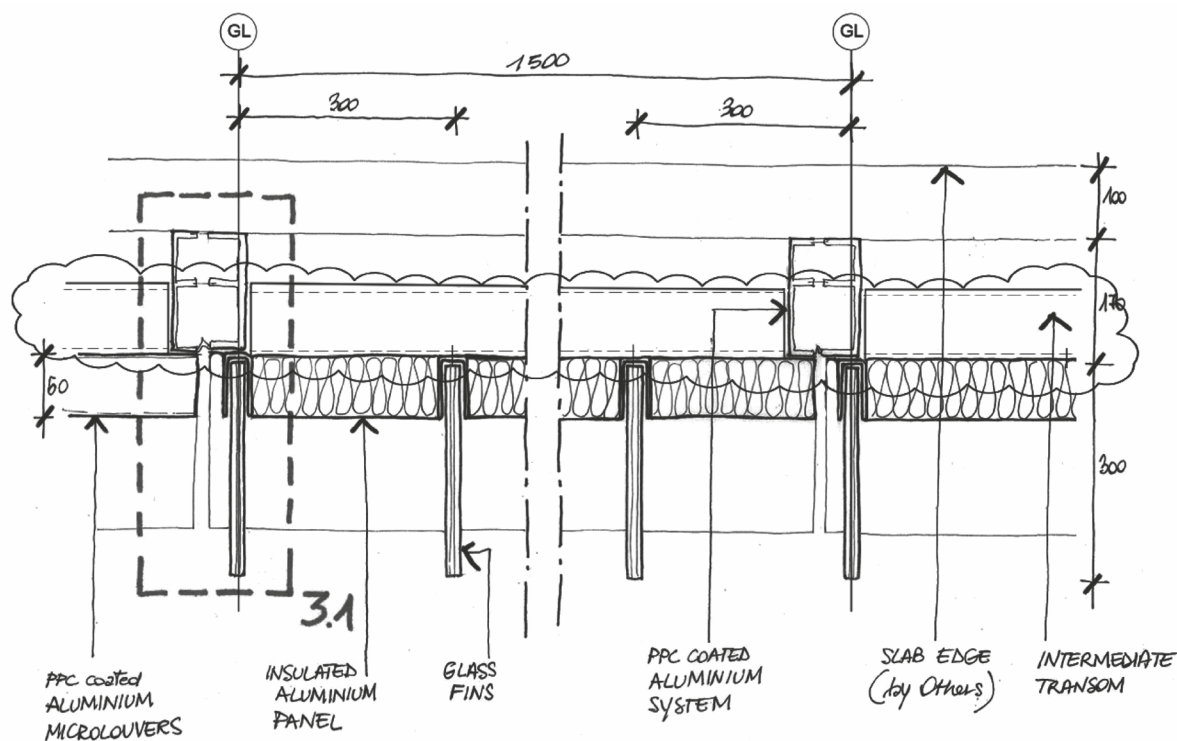 GL
GL
1500
300
300
100
176
60
300
3.1
PPC coated
ALUMINIUM
MICROLOUVERS
INSULATED
ALUMINIUM
PANEL
GLASS
FINS
PPC COATED
ALUMINIUM
SYSTEM
SLAB EDGE
(by Others)
INTERMEDIATE
TRANSOM